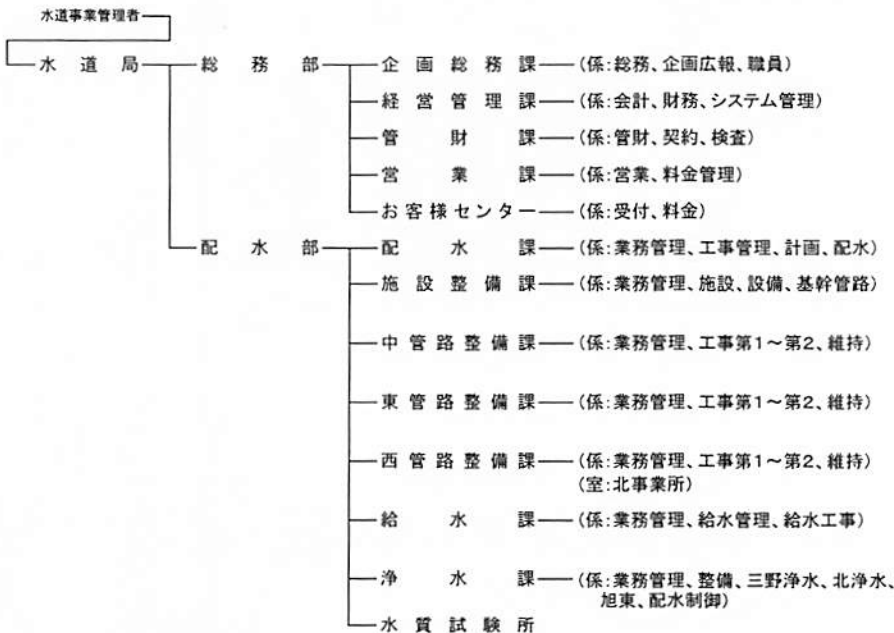 水道事業管理者
水道局 総務部 企画総務課 (係:総務、企画広報、職員)
経営管理課 (係:会計、財務、システム管理)
管財課 (係:管財、契約、検査)
営業課 (係:営業、料金管理)
お客様センター (係:受付、料金)
配水部 配水課 (係:業務管理、工事管理、計画、配水)
施設整備課 (係:業務管理、施設、設備、基幹管路)
中管路整備課 (係:業務管理、工事第1~第2、維持)
東管路整備課 (係:業務管理、工事第1~第2、維持)
西管路整備課 (係:業務管理、工事第1~第2、維持)
(室:北事業所)
給水課 (係:業務管理、給水管理、給水工事)
浄水課 (係:業務管理、整備、三野浄水、北浄水、
旭東、配水制御)
水質試験所